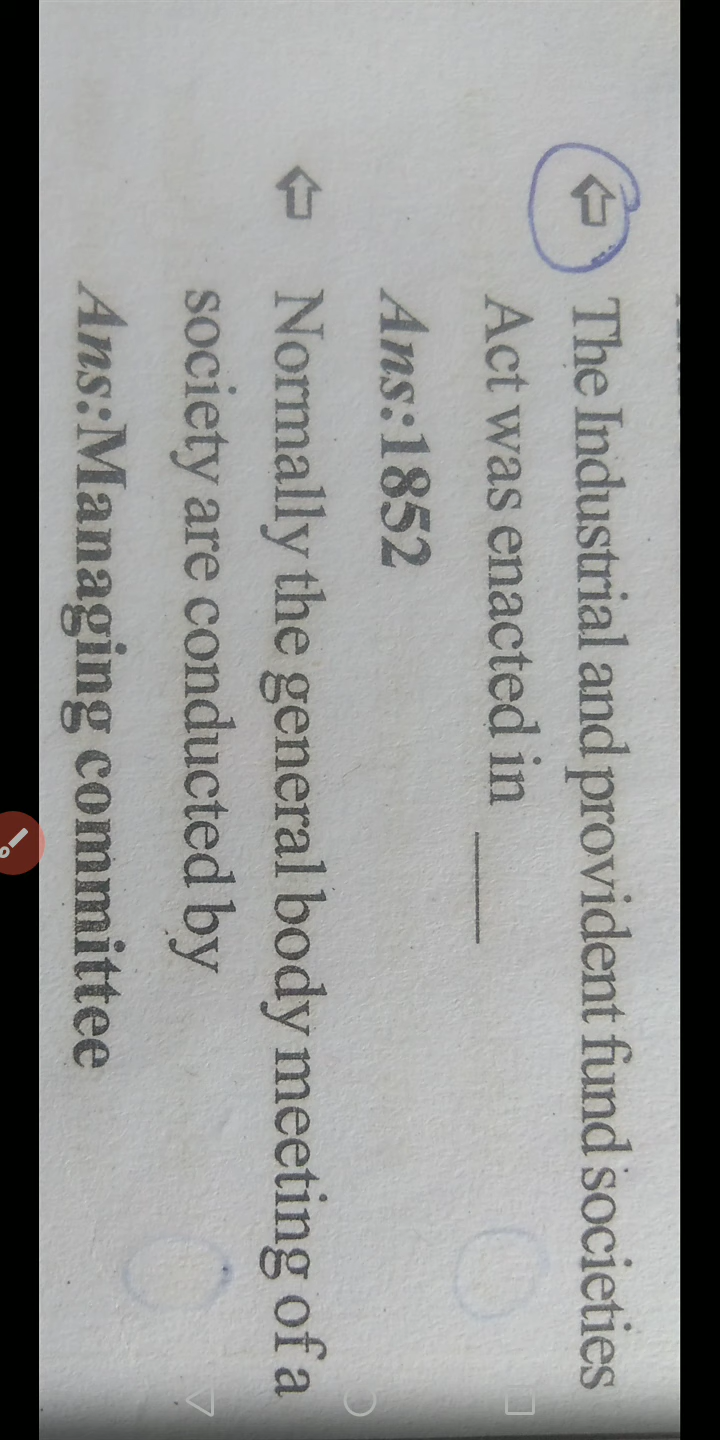 The Industrial and provident fund societies
Act was enacted in ____
Ans:1852
Normally the general body meeting of a
society are conducted by
Ans:Managing committee